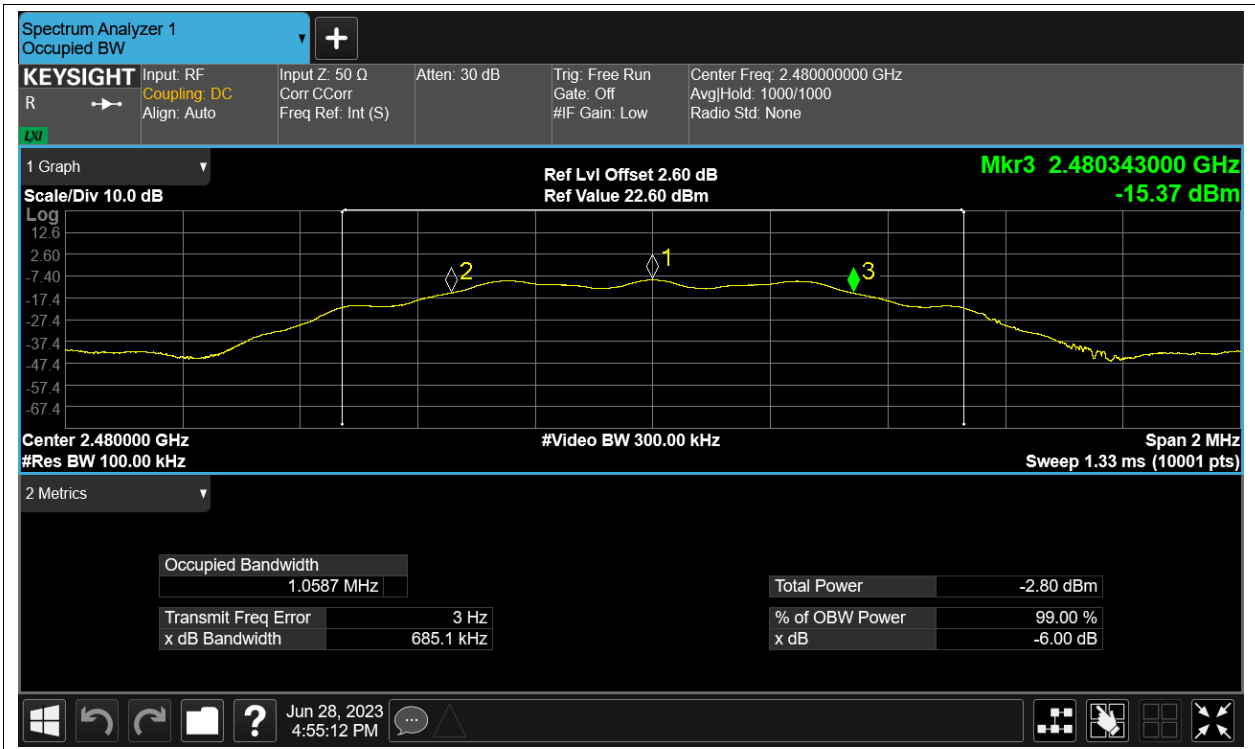 Spectrum Analyzer 1
Occupied BW
KEYSIGHT
R
LXI
Input: RF
Coupling: DC
Align: Auto
Input Z: 50 Ω
Corr CCorr
Freq Ref: Int (S)
Atten: 30 dB
Trig: Free Run
Gate: Off
#IF Gain: Low
Center Freq: 2.480000000 GHz
Avg|Hold: 1000/1000
Radio Std: None
1 Graph
Scale/Div 10.0 dB
Ref Lvl Offset 2.60 dB
Ref Value 22.60 dBm
Mkr3 2.480343000 GHz
-15.37 dBm
Log
12.6
2.60
-7.40
-17.4
-27.4
-37.4
-47.4
-57.4
-67.4
2
1
3
Center 2.480000 GHz
#Video BW 300.00 kHz
Span 2 MHz
#Res BW 100.00 kHz
Sweep 1.33 ms (10001 pts)
2 Metrics
Occupied Bandwidth
1.0587 MHz
Total Power -2.80 dBm
Transmit Freq Error 3 Hz
% of OBW Power 99.00 %
x dB Bandwidth 685.1 kHz
x dB -6.00 dB
Jun 28, 2023
4:55:12 PM